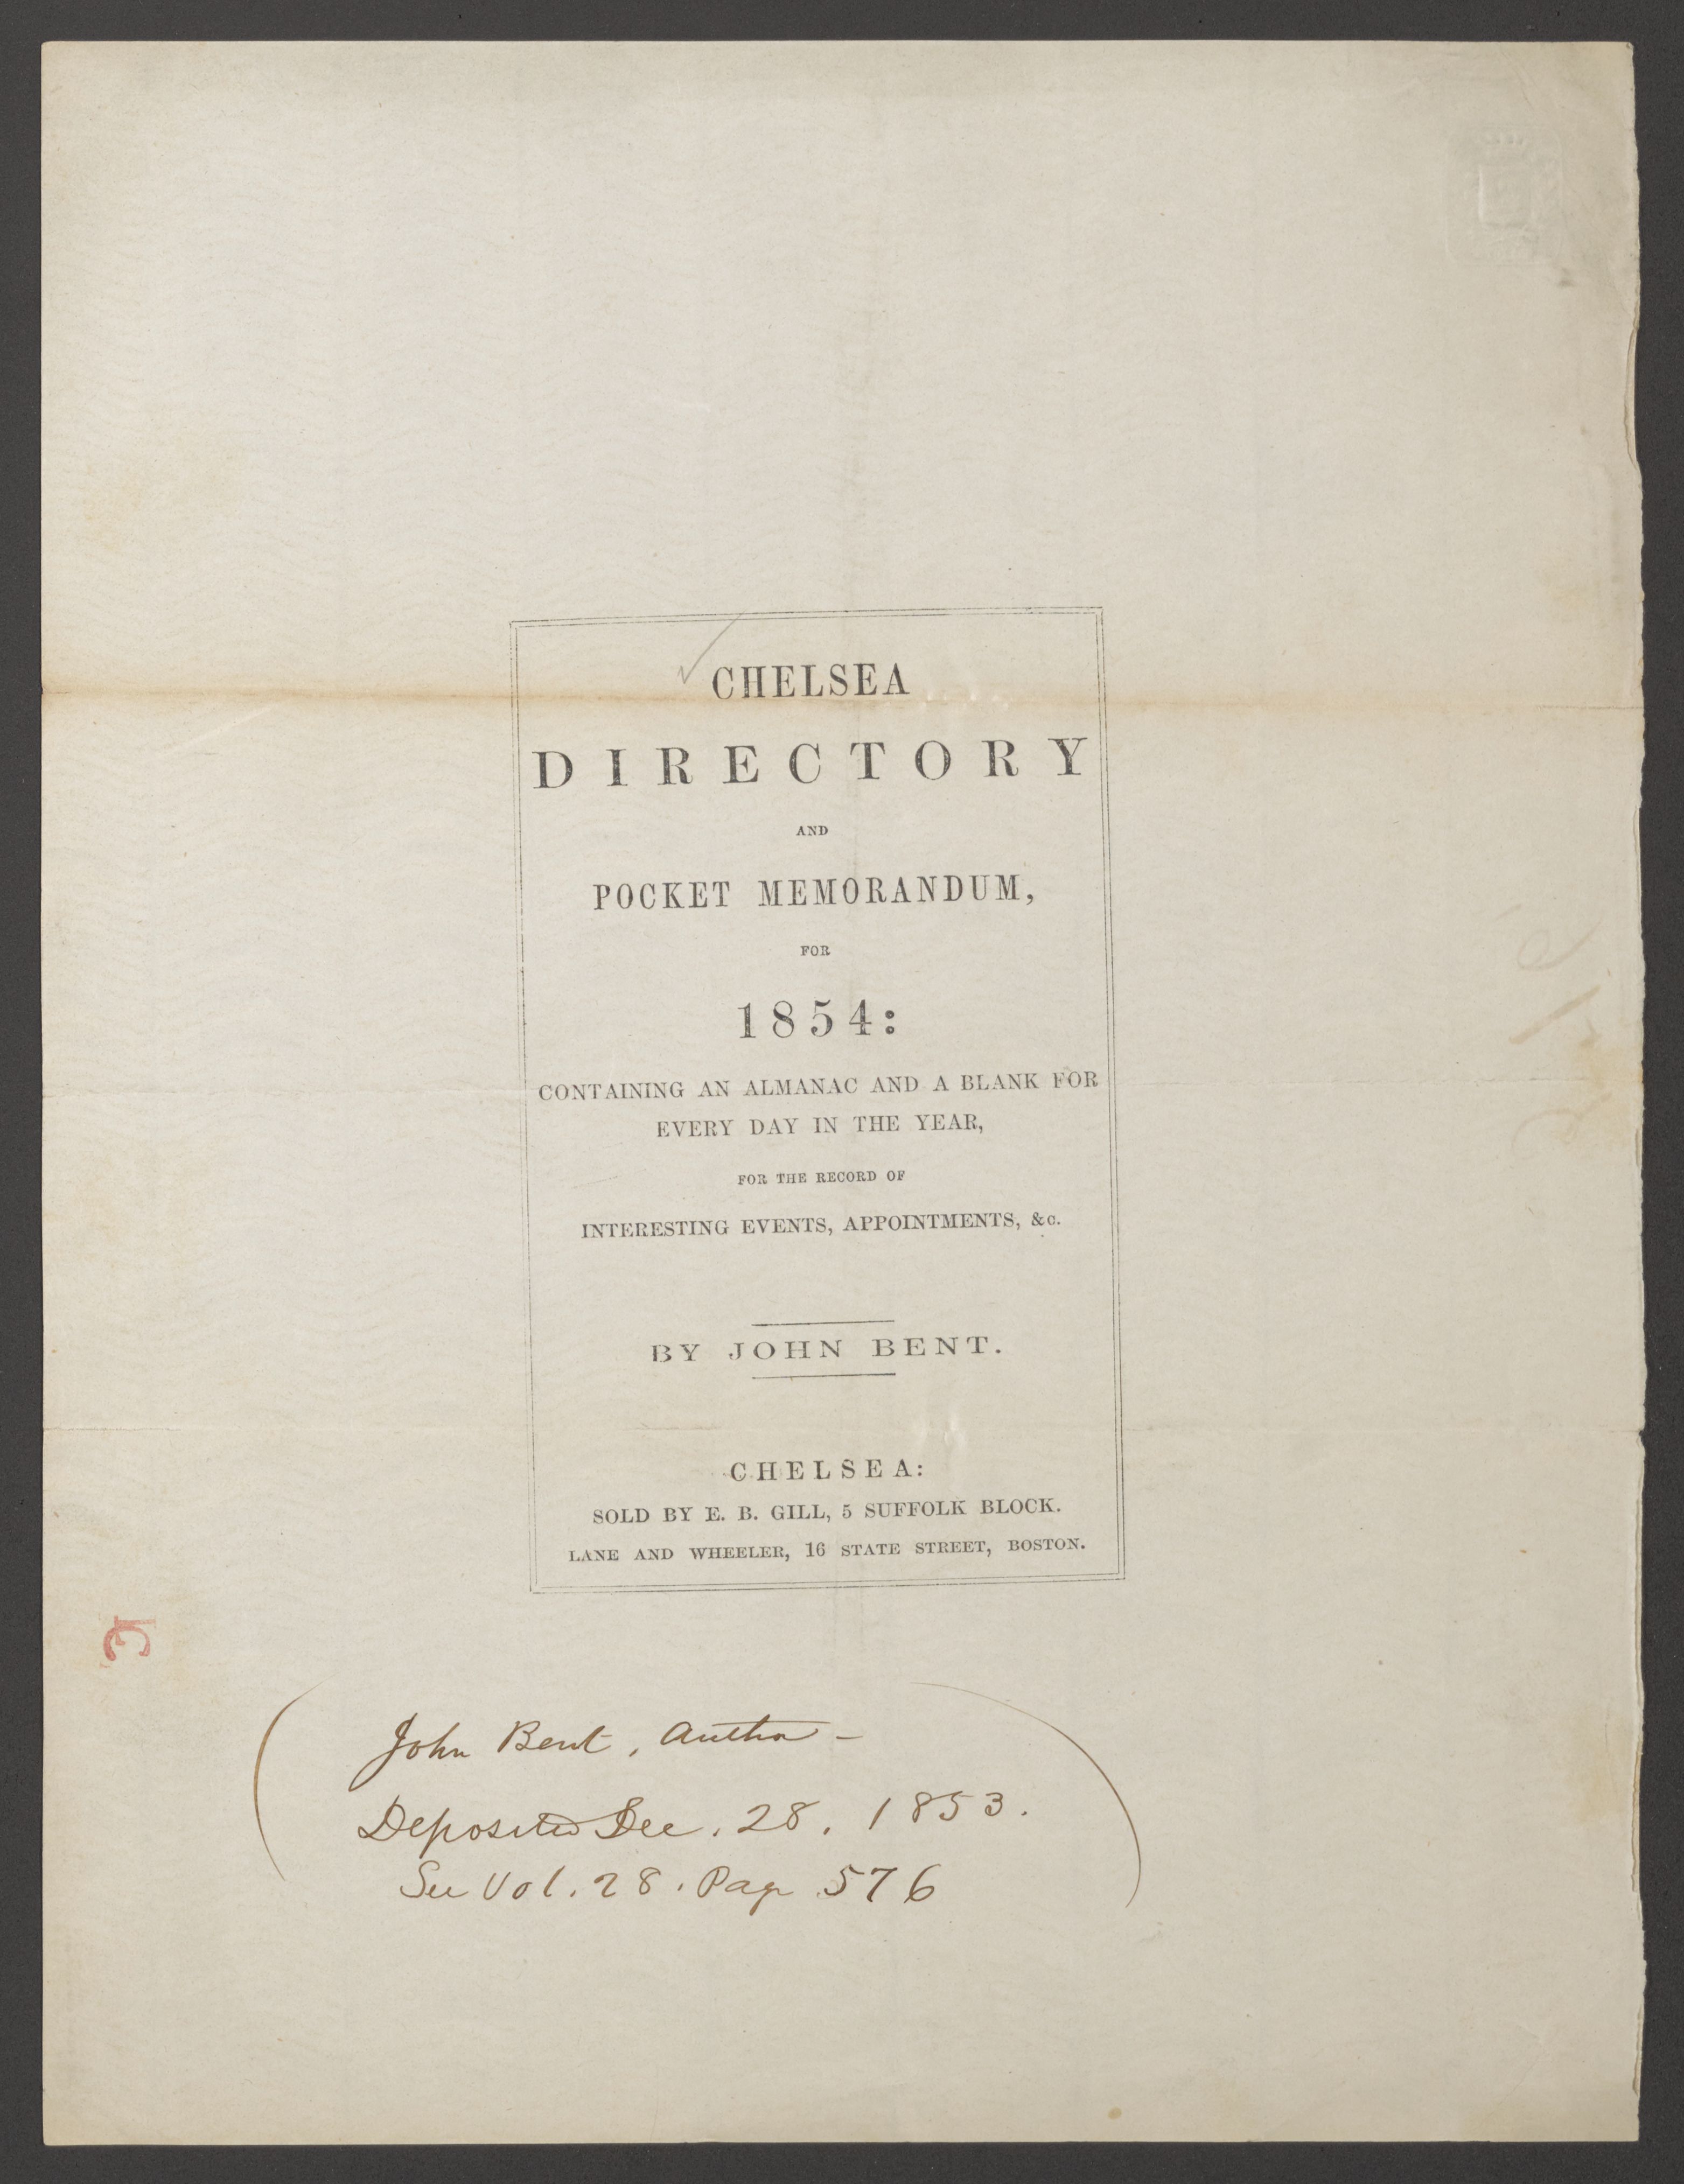 CHELSEA
DIRECTORY
AND
POCKET MEMORANDUM,
FOR
1854:
CONTAINING AN ALMANAC AND A BLANK FOR
EVERY DAY IN THE YEAR,
FOR THE RECORD OF
INTERESTING EVENTS, APPOINTMENTS, &c.
BY JOHN BENT.
CHELSEA:
SOLD BY E. B. GILL, 5 SUFFOLK BLOCK.
LANE AND WHEELER, 16 STATE STREET, BOSTON.
John Bent, Author -
Deposited Dec. 28. 1853.
See Vol. 28. Page 576